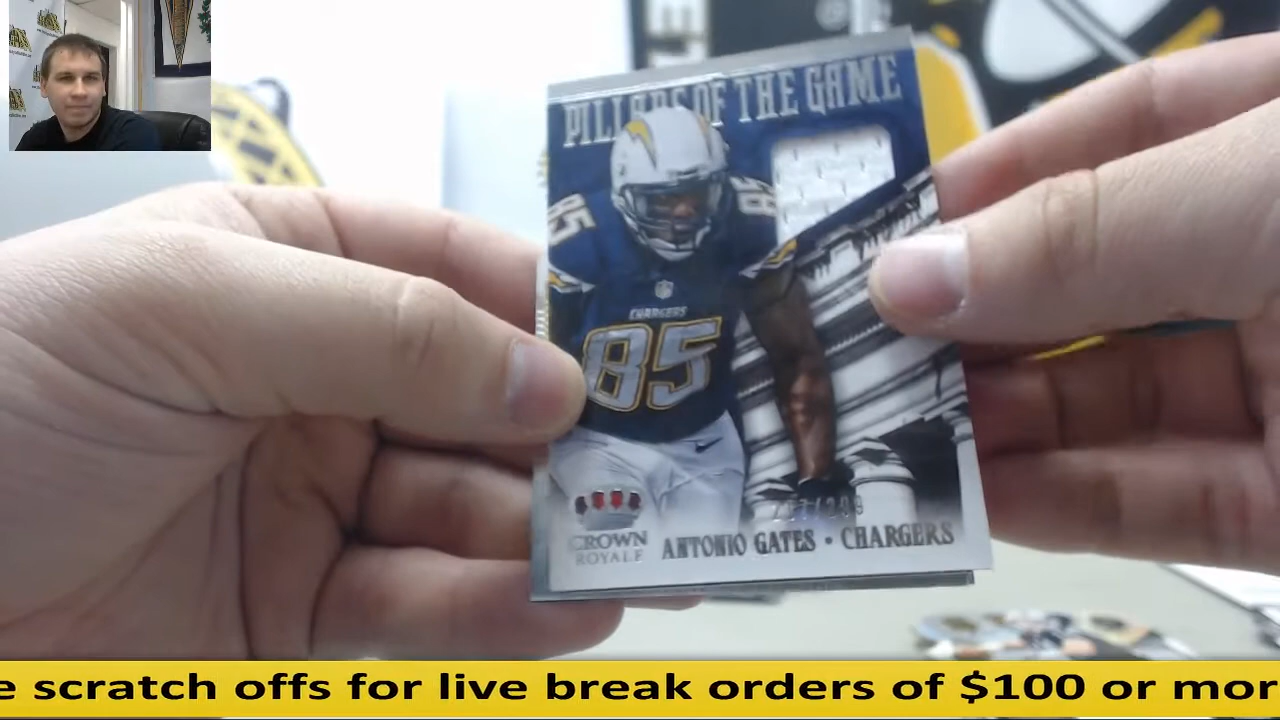 PILLARS OF THE GAME
85
85
CHARGERS
85
CROWN
ROYALE
ANTONIO GATES • CHARGERS
e scratch offs for live break orders of $100 or mor